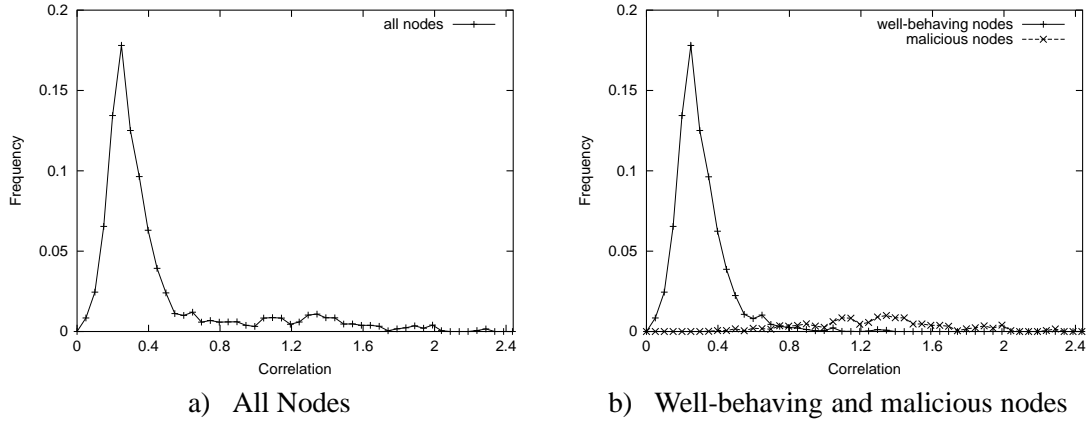 0.2
0.15
0.1
0.05
0
Frequency
all nodes
0 0.4 0.8 1.2 1.6 2 2.4
Correlation
a) All Nodes
0.2
0.15
0.1
0.05
0
Frequency
well-behaving nodes
malicious nodes
0 0.4 0.8 1.2 1.6 2 2.4
Correlation
b) Well-behaving and malicious nodes